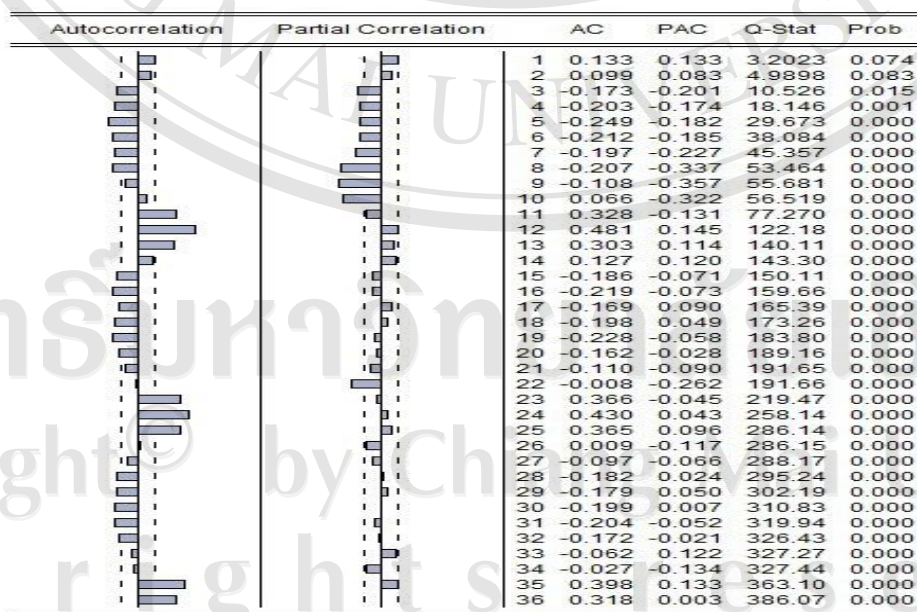 Autocorrelation Partial Correlation AC PAC Q-Stat Prob
MAI UNIVERSI
1 0.133 0.133 3.2023 0.074
2 0.099 0.083 4.9898 0.083
3 -0.173 -0.201 10.526 0.015
4 -0.203 -0.174 18.146 0.001
5 -0.249 -0.182 29.673 0.000
6 -0.212 -0.185 38.084 0.000
7 -0.197 -0.227 45.357 0.000
8 -0.207 -0.337 53.464 0.000
9 -0.108 -0.357 55.681 0.000
10 0.066 -0.322 56.519 0.000
11 0.328 -0.131 77.270 0.000
12 0.481 0.145 122.18 0.000
13 0.303 0.114 140.11 0.000
14 0.127 0.120 143.30 0.000
15 -0.186 -0.071 150.11 0.000
16 -0.219 -0.073 159.66 0.000
17 -0.169 0.090 165.39 0.000
18 -0.198 0.049 173.26 0.000
19 -0.228 -0.058 183.80 0.000
20 -0.162 -0.028 189.16 0.000
21 -0.110 -0.090 191.65 0.000
22 -0.008 -0.262 191.66 0.000
23 0.366 -0.045 219.47 0.000
24 0.430 0.043 258.14 0.000
25 0.365 0.096 286.14 0.000
26 0.009 -0.117 286.15 0.000
27 -0.097 -0.066 288.17 0.000
28 -0.182 0.024 295.24 0.000
29 -0.179 0.050 302.19 0.000
30 -0.199 0.007 310.83 0.000
31 -0.204 -0.052 319.94 0.000
32 -0.172 -0.021 326.43 0.000
33 -0.062 0.122 327.27 0.000
34 -0.027 -0.134 327.44 0.000
35 0.398 0.133 363.10 0.000
36 0.318 0.003 386.07 0.000
ght© by Chiang Mai
r i g h t s r e s